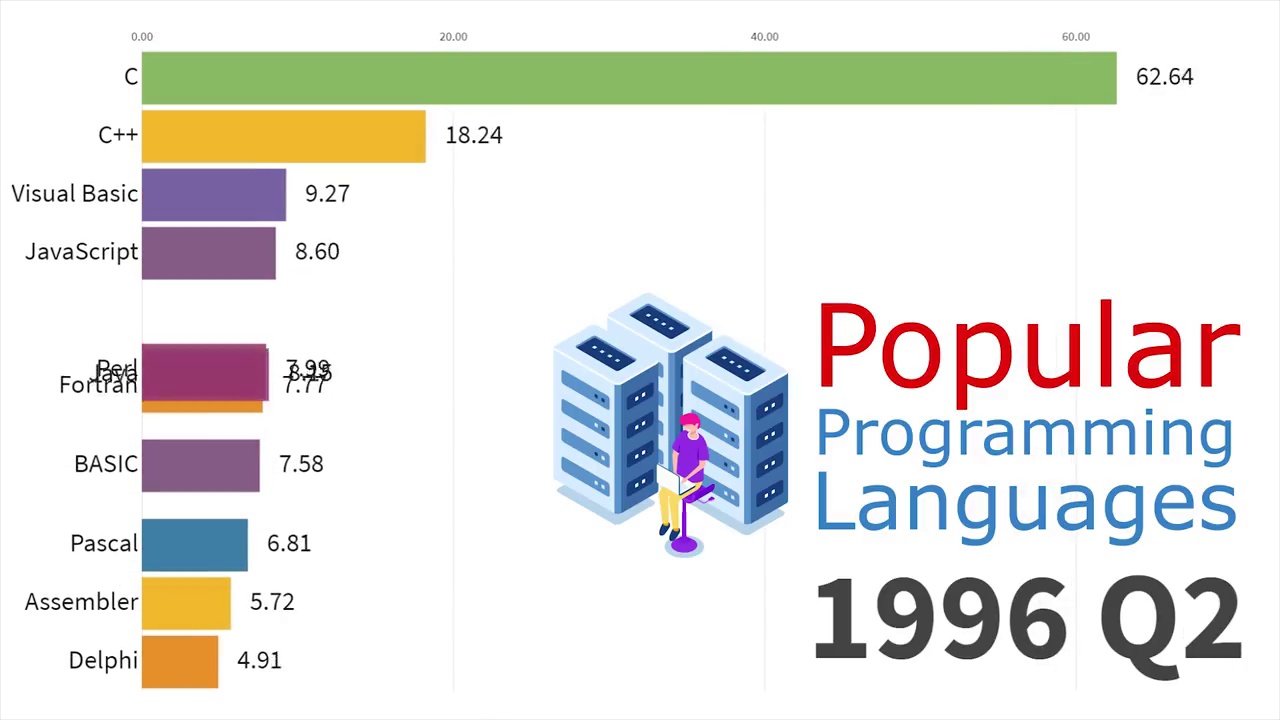 0.00 20.00 40.00 60.00
C 62.64
C++ 18.24
Visual Basic 9.27
JavaScript 8.60
Perl 7.99
Java
Fortran 7.77
BASIC 7.58
Pascal 6.81
Assembler 5.72
Delphi 4.91
Popular
Programming
Languages
1996 Q2